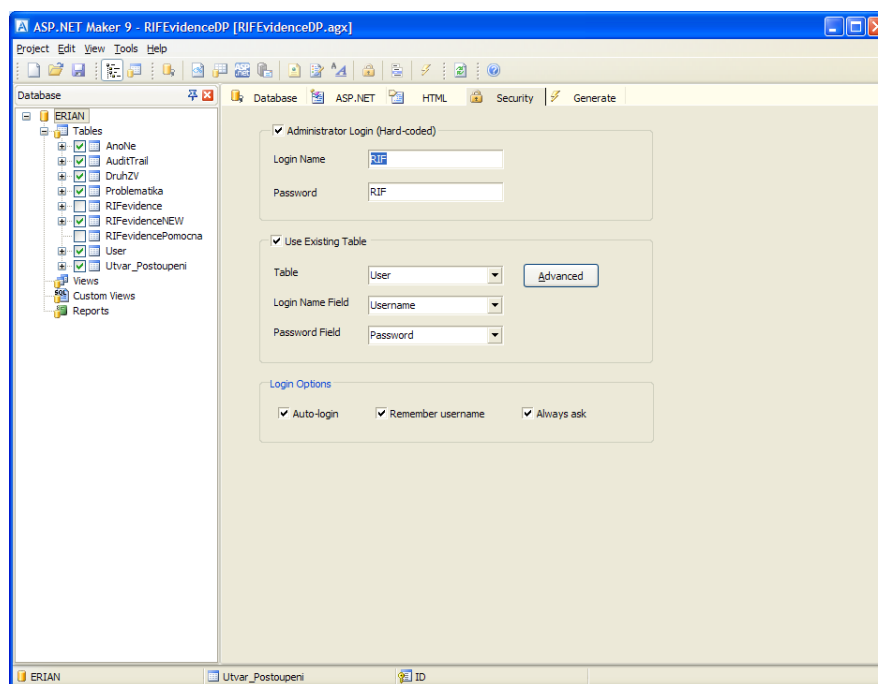 ASP.NET Maker 9 - RIFEvidenceDP [RIFEvidenceDP.agx]
Project Edit View Tools Help
Database
Database ASP.NET HTML Security Generate
ERIAN
Tables
AnoNe
AuditTrail
DruhZV
Problematika
RIFevidence
RIFevidenceNEW
RIFevidencePomocna
User
Utvar_Postoupeni
Views
Custom Views
Reports
Administrator Login (Hard-coded)
Login Name RIF
Password RIF
Use Existing Table
Table User Advanced
Login Name Field Username
Password Field Password
Login Options
Auto-login Remember username Always ask
ERIAN Utvar_Postoupeni ID